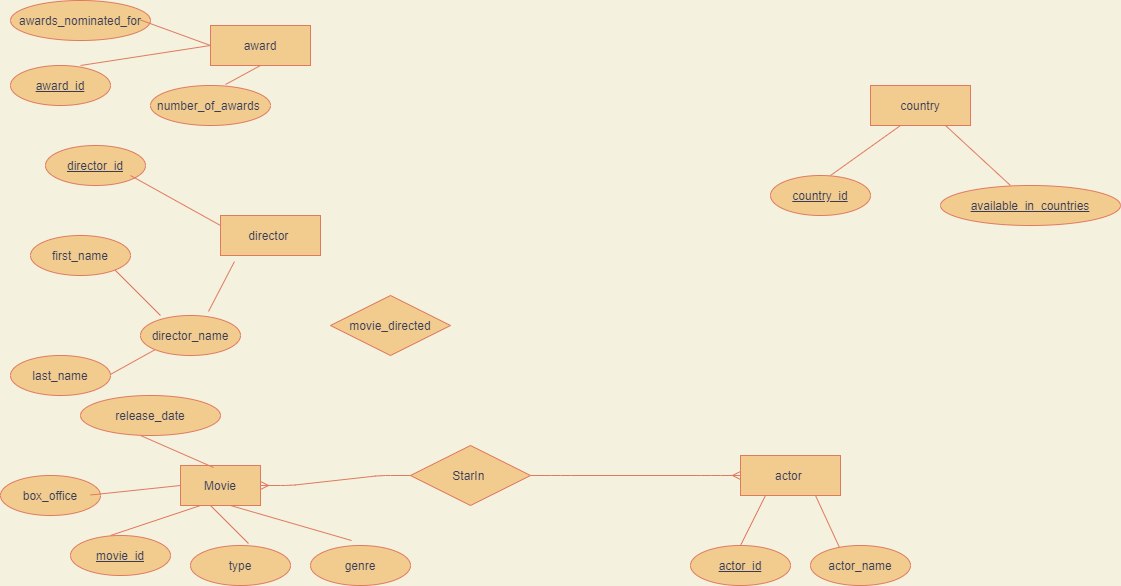 awards_nominated_for
award
award_id
number_of_awards
country
director_id
country_id
available_in_countries
director
first_name
movie_directed
director_name
last_name
release_date
StarIn
actor
Movie
box_office
movie_id
type
genre
actor_id
actor_name